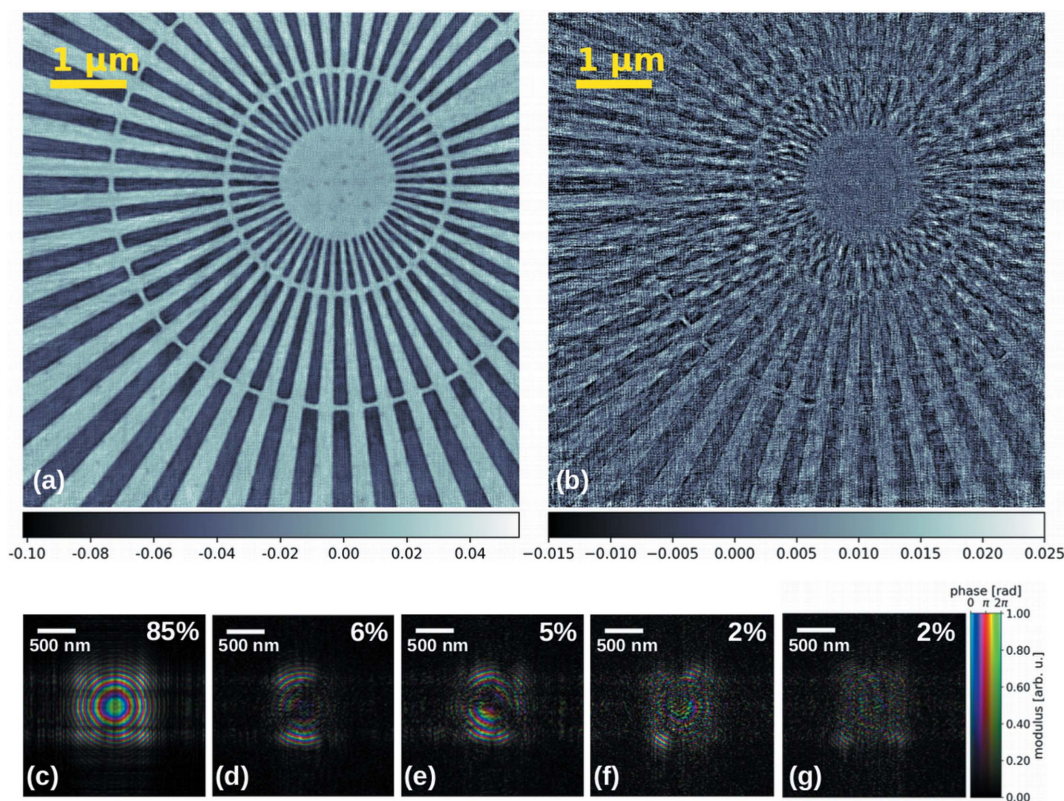 1 μm
1 μm
(a)
(b)
-0.10 -0.08 -0.06 -0.04 -0.02 0.00 0.02 0.04
−0.015 −0.010 −0.005 0.000 0.005 0.010 0.015 0.020 0.025
phase [rad]
0 π 2π
85%
500 nm
(c)
6%
500 nm
(d)
5%
500 nm
(e)
2%
500 nm
(f)
2%
500 nm
(g)
1.00
0.80
0.60
0.40
0.20
0.00
modulus [arb. u.]